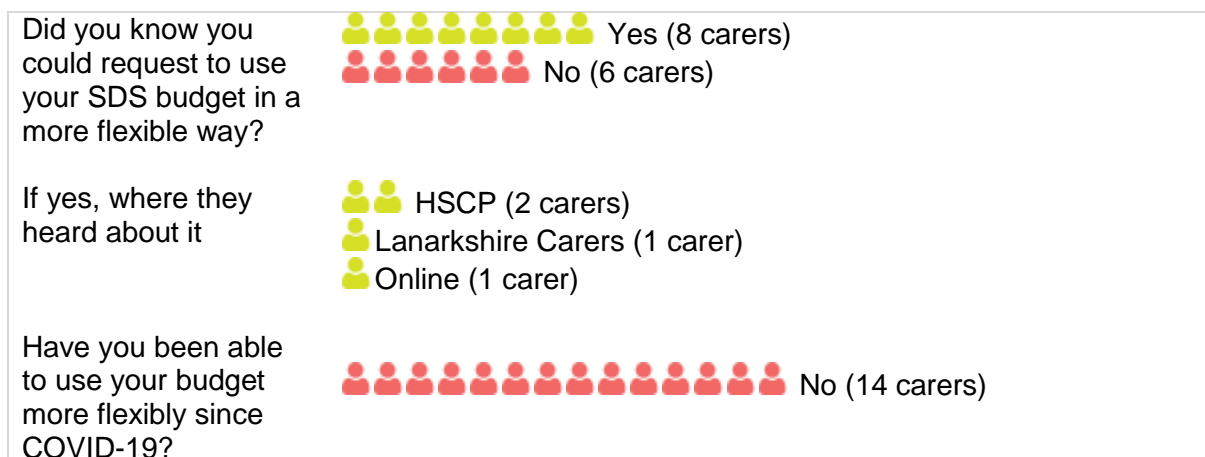 Did you know you
could request to use
your SDS budget in a
more flexible way?
Yes (8 carers)
No (6 carers)
If yes, where they
heard about it
HSCP (2 carers)
Lanarkshire Carers (1 carer)
Online (1 carer)
Have you been able
to use your budget
more flexibly since
COVID-19?
No (14 carers)